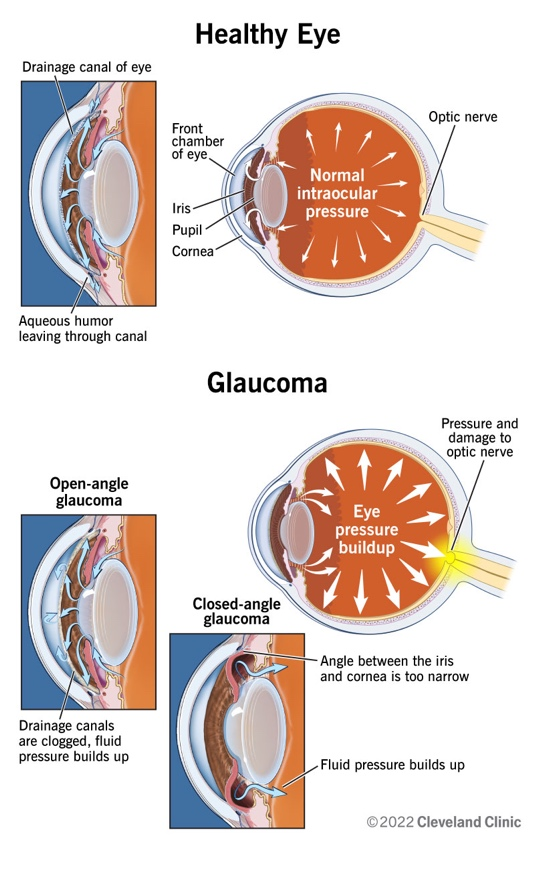 Healthy Eye
Drainage canal of eye
Front
chamber
of eye
Iris
Pupil
Cornea
Normal
intraocular
pressure
Optic nerve
Aqueous humor
leaving through canal
Glaucoma
Pressure and
damage to
optic nerve
Open-angle
glaucoma
Eye
pressure
buildup
Closed-angle
glaucoma
Angle between the iris
and cornea is too narrow
Drainage canals
are clogged, fluid
pressure builds up
Fluid pressure builds up
©2022 Cleveland Clinic